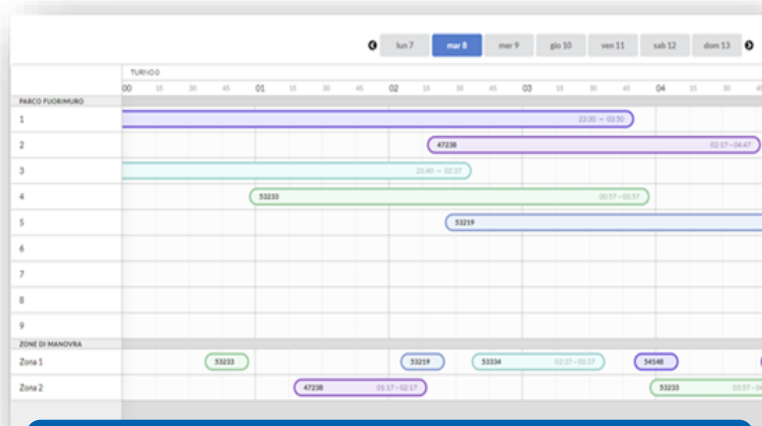 lun 7 mar 8 mer 9 gio 10 ven 11 sab 12 dom 13
TURNO 0
00 15 30 45 01 15 30 45 02 15 30 45 03 15 30 45 04 15 30
PARCO FUORIMURO
1 23:30 - 03:50
2 47238 02:17 - 04:47
3 21:40 - 02:37
4 53233 00:57 - 03:57
5 53219
6
7
8
9
ZONE DI MANOVRA
Zona 1 53233 53219 53334 02:37 - 03:37 54148
Zona 2 47238 01:17 - 02:17 53233 03:57 -